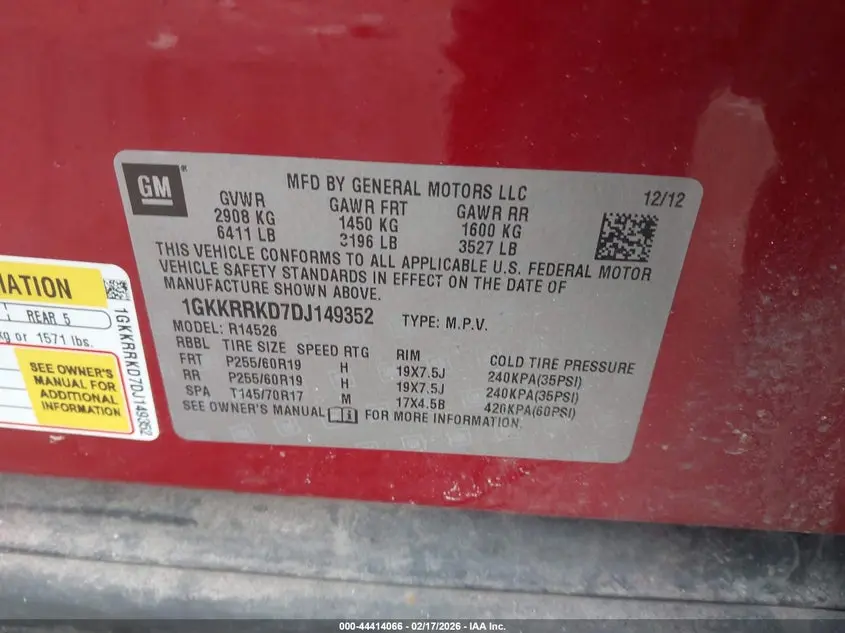 GM
MFD BY GENERAL MOTORS LLC
12/12
GVWR GAWR FRT GAWR RR
2908 KG 1450 KG 1600 KG
6411 LB 3196 LB 3527 LB
THIS VEHICLE CONFORMS TO ALL APPLICABLE U.S. FEDERAL MOTOR
VEHICLE SAFETY STANDARDS IN EFFECT ON THE DATE OF
MANUFACTURE SHOWN ABOVE.
1GKKRRKD7DJ149352 TYPE: M.P.V.
MODEL: R14526
RBBL TIRE SIZE SPEED RTG RIM COLD TIRE PRESSURE
FRT P255/60R19 H 19X7.5J 240KPA(35PSI)
RR P255/60R19 H 19X7.5J 240KPA(35PSI)
SPA T145/70R17 M 17X4.5B 420KPA(60PSI)
SEE OWNER'S MANUAL FOR MORE INFORMATION.
MATION
REAR 5
kg or 1571 lbs.
SEE OWNER'S
MANUAL FOR
ADDITIONAL
INFORMATION
1GKKRRKD7DJ149352
000-44414066 - 02/17/2026 - IAA Inc.